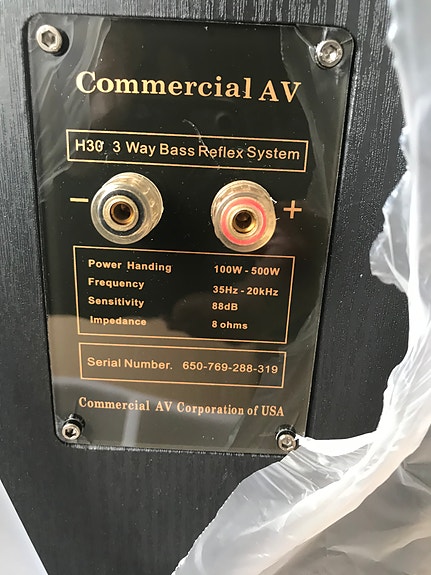 Commercial AV
H30 3 Way Bass Reflex System
− +
Power Handing 100W - 500W
Frequency 35Hz - 20kHz
Sensitivity 88dB
Impedance 8 ohms
Serial Number. 650-769-288-319
Commercial AV Corporation of USA